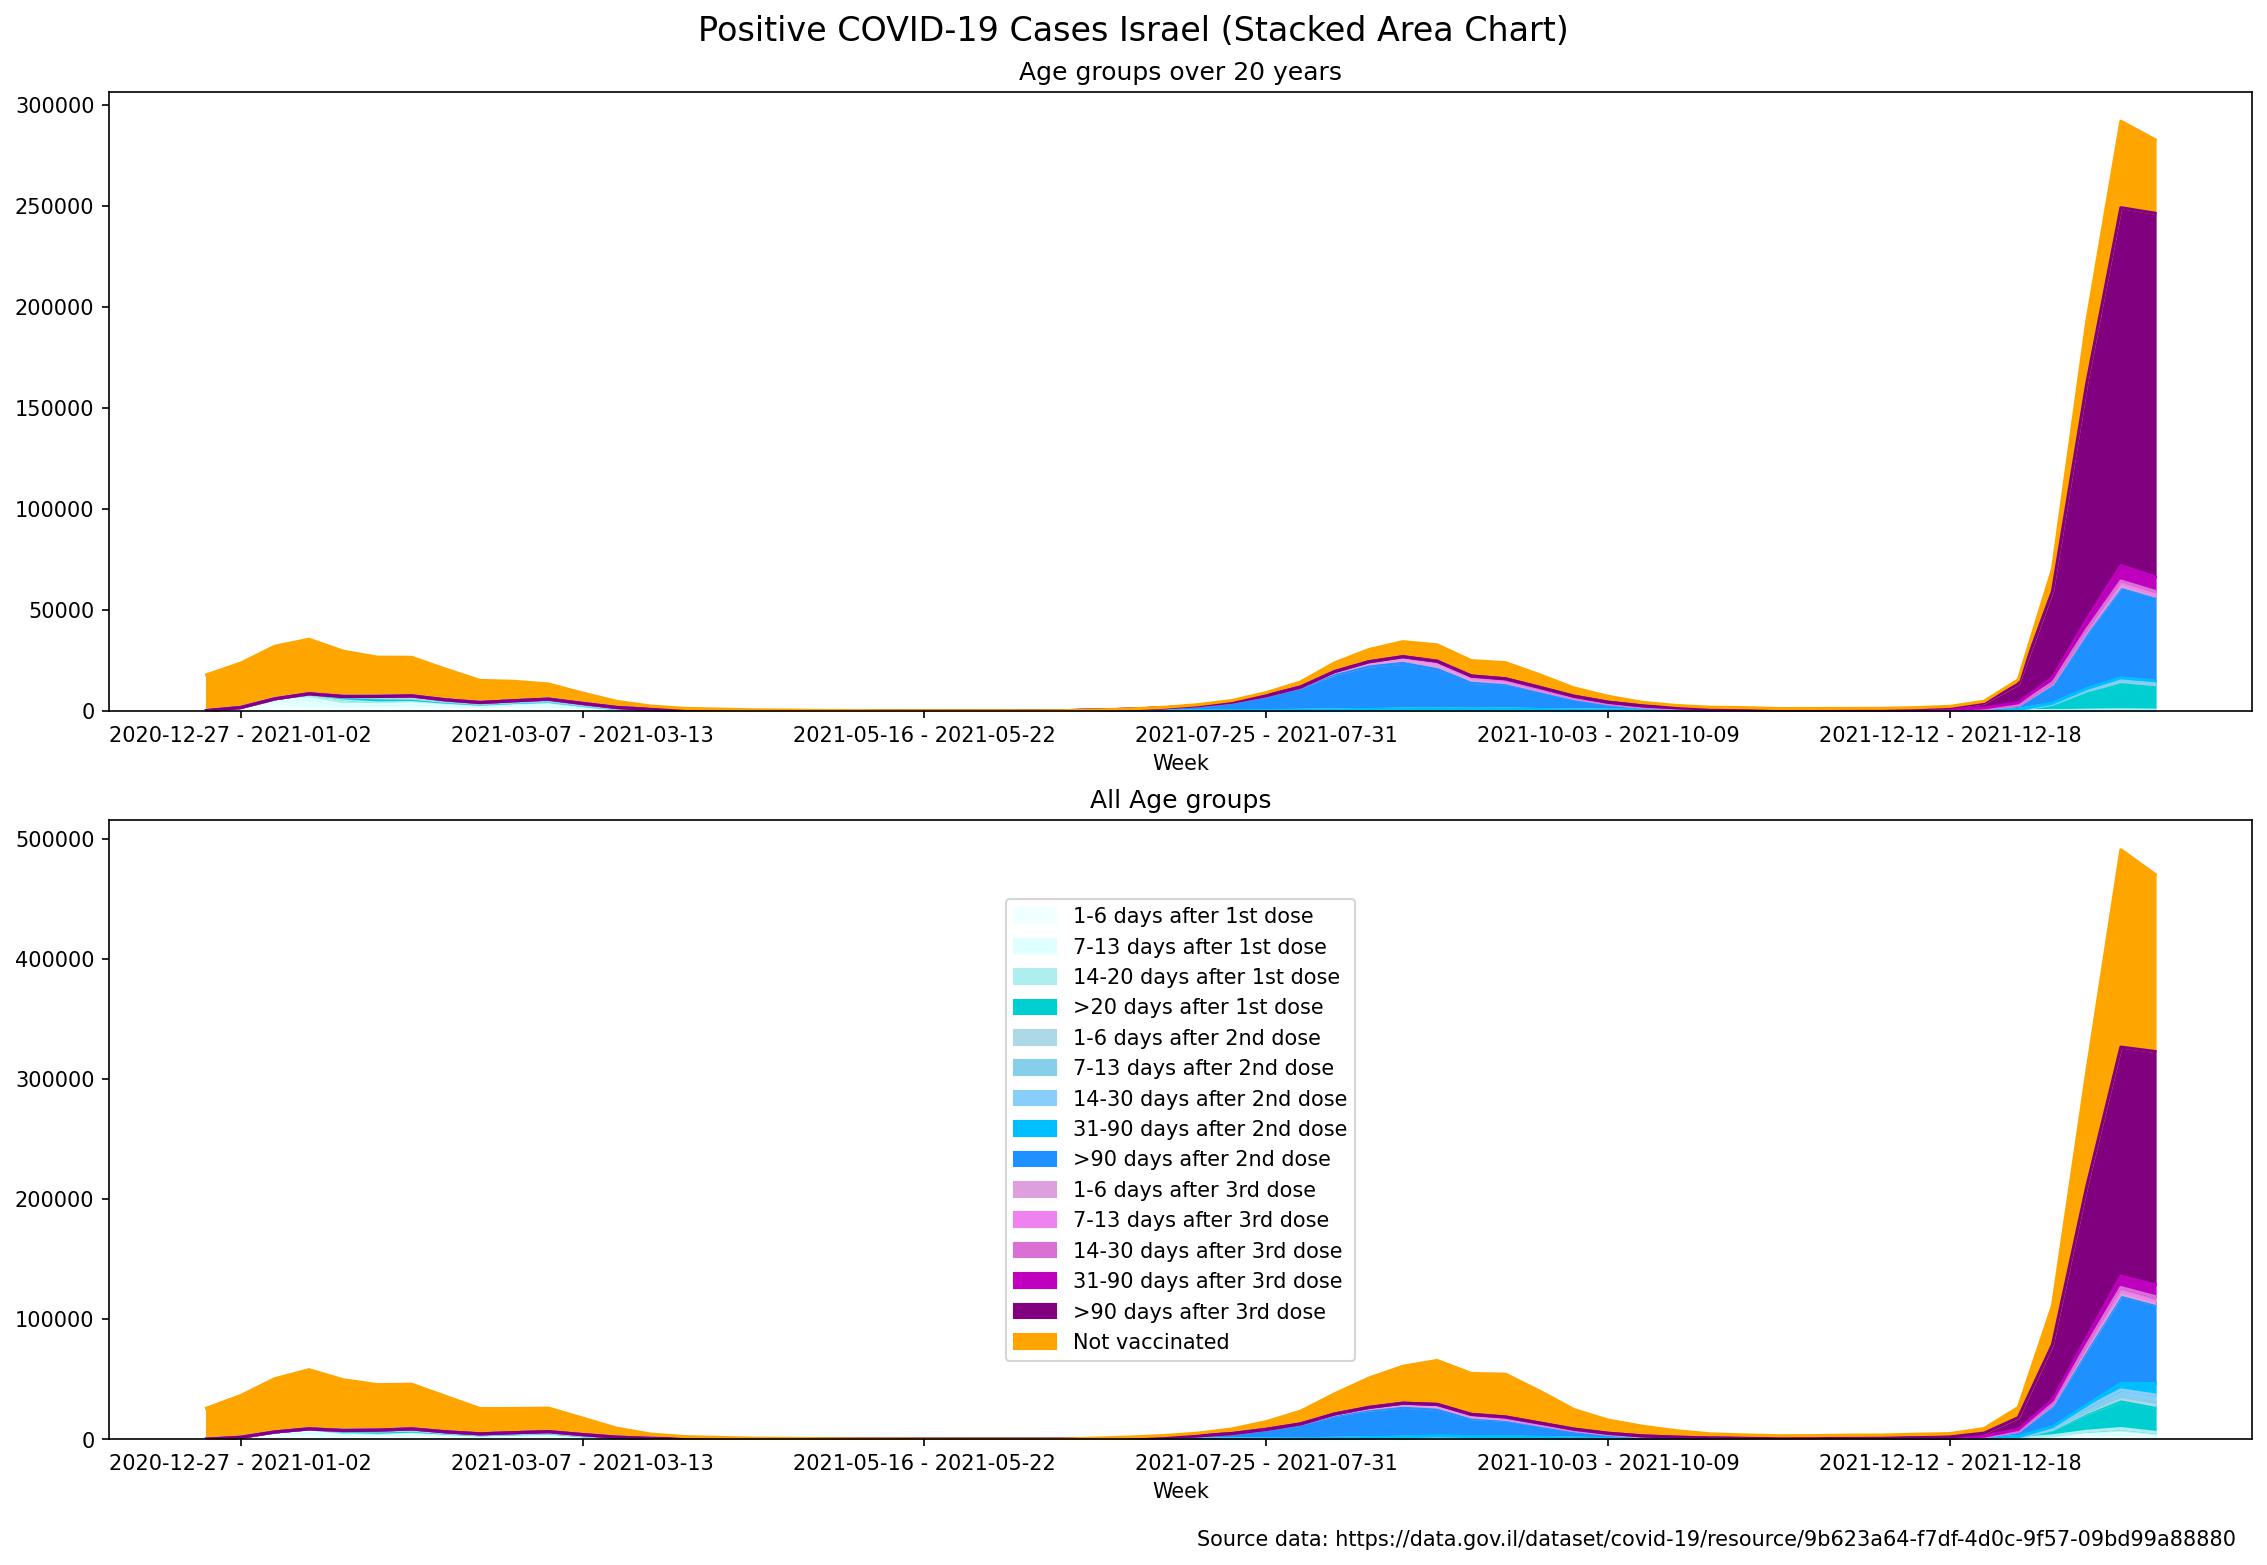 Positive COVID-19 Cases Israel (Stacked Area Chart)
Age groups over 20 years
300000
250000
200000
150000
100000
50000
0
2020-12-27 - 2021-01-02
2021-03-07 - 2021-03-13
2021-05-16 - 2021-05-22
2021-07-25 - 2021-07-31
2021-10-03 - 2021-10-09
2021-12-12 - 2021-12-18
Week
All Age groups
500000
400000
300000
200000
100000
0
1-6 days after 1st dose
7-13 days after 1st dose
14-20 days after 1st dose
>20 days after 1st dose
1-6 days after 2nd dose
7-13 days after 2nd dose
14-30 days after 2nd dose
31-90 days after 2nd dose
>90 days after 2nd dose
1-6 days after 3rd dose
7-13 days after 3rd dose
14-30 days after 3rd dose
31-90 days after 3rd dose
>90 days after 3rd dose
Not vaccinated
2020-12-27 - 2021-01-02
2021-03-07 - 2021-03-13
2021-05-16 - 2021-05-22
2021-07-25 - 2021-07-31
2021-10-03 - 2021-10-09
2021-12-12 - 2021-12-18
Week
Source data: https://data.gov.il/dataset/covid-19/resource/9b623a64-f7df-4d0c-9f57-09bd99a88880